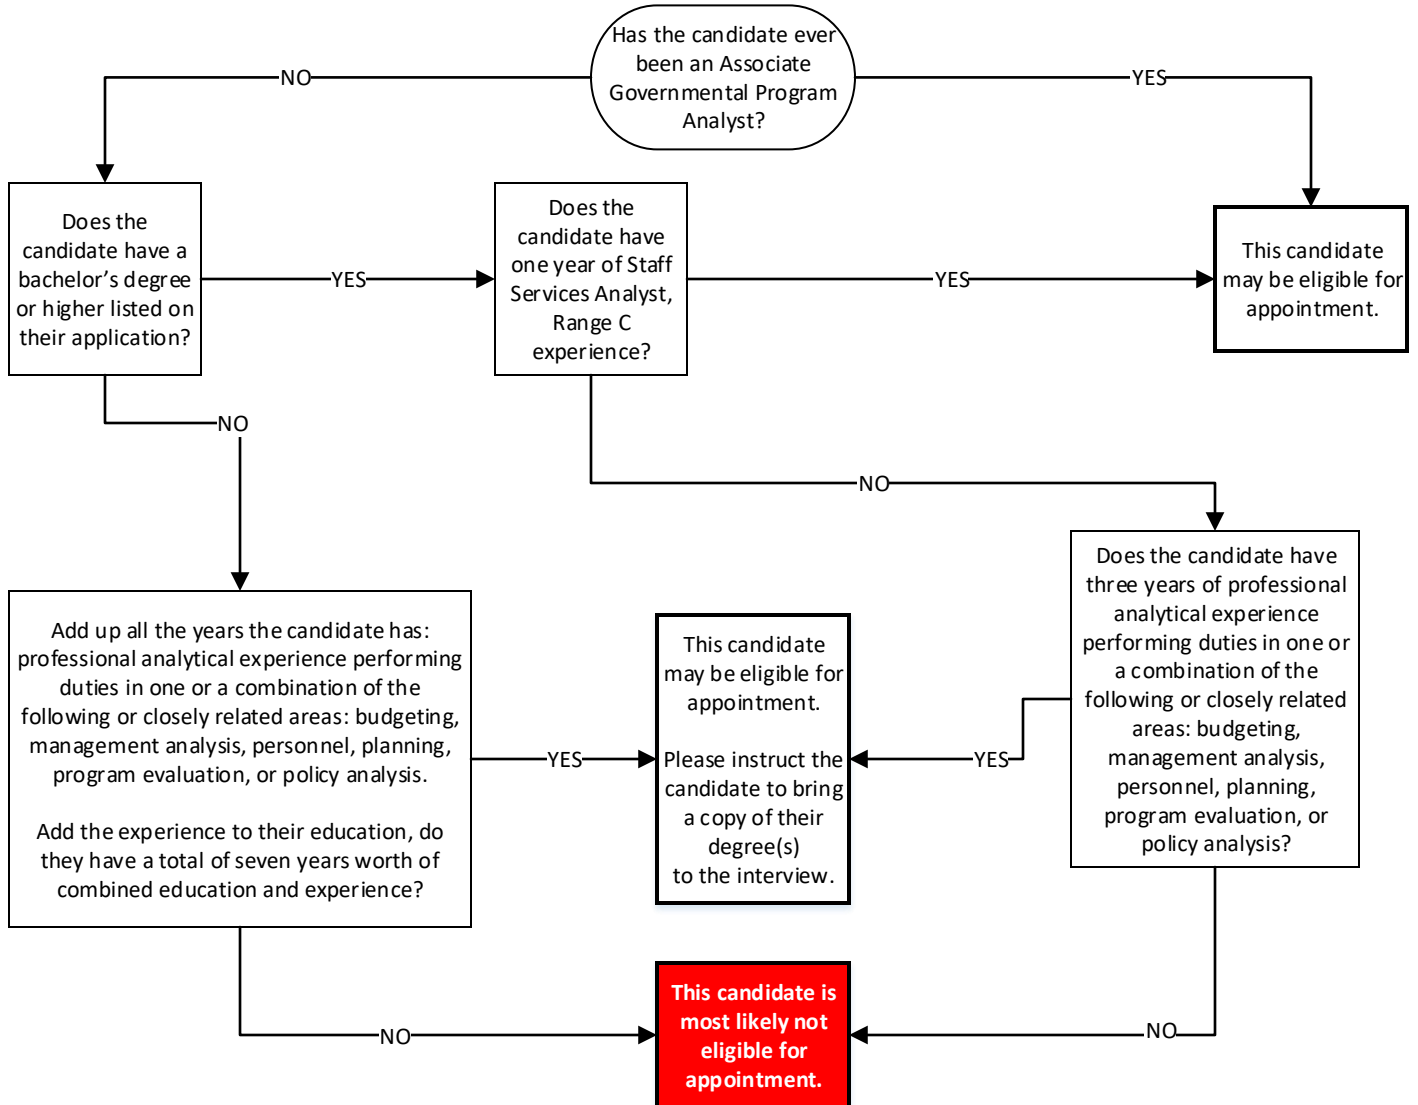 Has the candidate ever
been an Associate
Governmental Program
Analyst?
NO
YES
Does the
candidate have a
bachelor’s degree
or higher listed on
their application?
YES
Does the
candidate have
one year of Staff
Services Analyst,
Range C
experience?
YES
This candidate
may be eligible for
appointment.
NO
NO
Does the candidate have
three years of professional
analytical experience
performing duties in one or
a combination of the
following or closely related
areas: budgeting,
management analysis,
personnel, planning,
program evaluation, or
policy analysis?
Add up all the years the candidate has:
professional analytical experience performing
duties in one or a combination of the
following or closely related areas: budgeting,
management analysis, personnel, planning,
program evaluation, or policy analysis.
Add the experience to their education, do
they have a total of seven years worth of
combined education and experience?
YES
This candidate
may be eligible for
appointment.
Please instruct the
candidate to bring
a copy of their
degree(s)
to the interview.
YES
NO
This candidate is
most likely not
eligible for
appointment.
NO